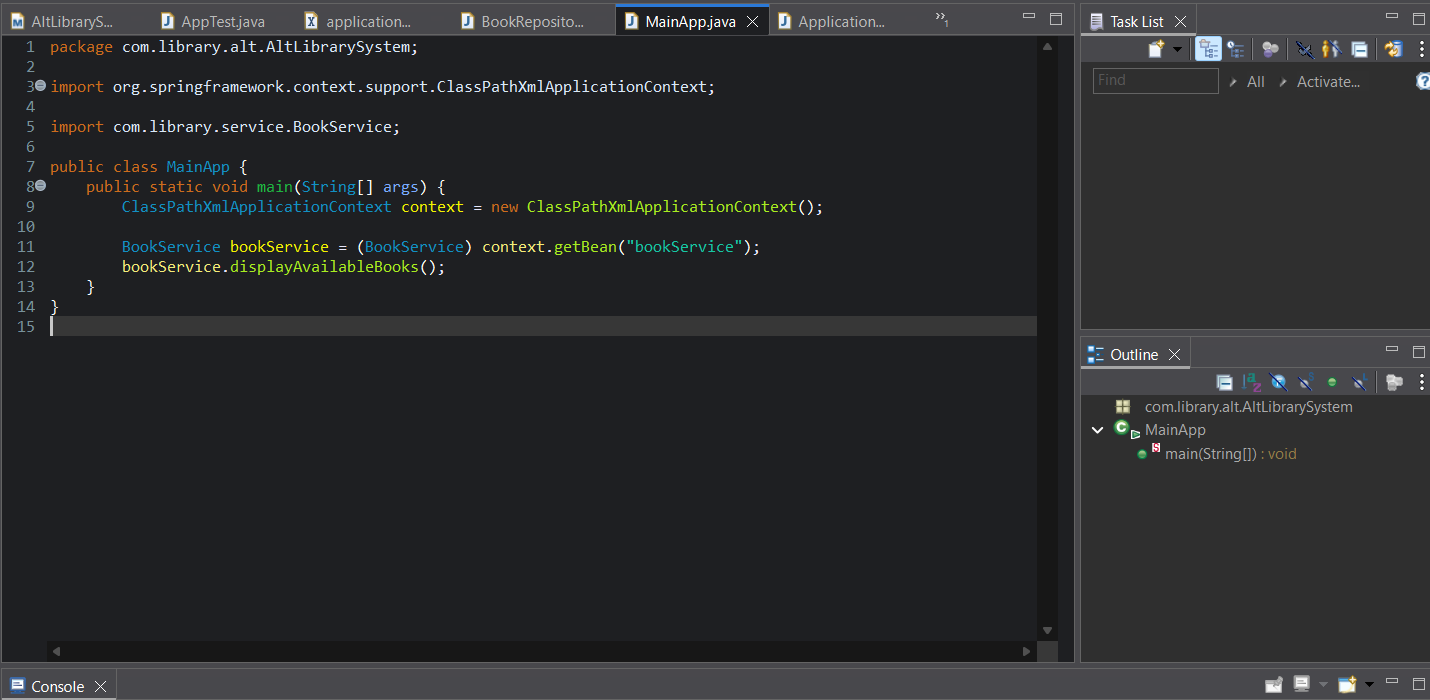 AltLibraryS... AppTest.java application... BookReposito... MainApp.java Application... »1
1 package com.library.alt.AltLibrarySystem;
2
3 import org.springframework.context.support.ClassPathXmlApplicationContext;
4
5 import com.library.service.BookService;
6
7 public class MainApp {
8 public static void main(String[] args) {
9 ClassPathXmlApplicationContext context = new ClassPathXmlApplicationContext();
10
11 BookService bookService = (BookService) context.getBean("bookService");
12 bookService.displayAvailableBooks();
13 }
14 }
15
Task List
Find All Activate...
Outline
com.library.alt.AltLibrarySystem
MainApp
main(String[]) : void
Console